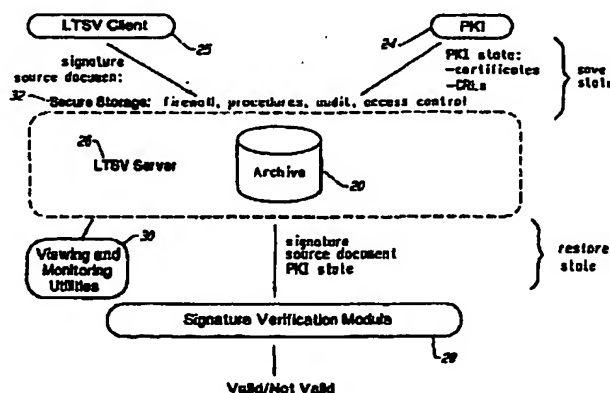 LTSV Client
25
24
PKI
signature
source document:
PKI state:
-certificates
-CRLs
save
state
32
Secure Storage: firewall, procedures, audit, access control
26
LTSV Server
Archive
20
30
Viewing and
Monitoring
Utilities
signature
source document
PKI state
restore
state
Signature Verification Module
28
Valid/Not Valid